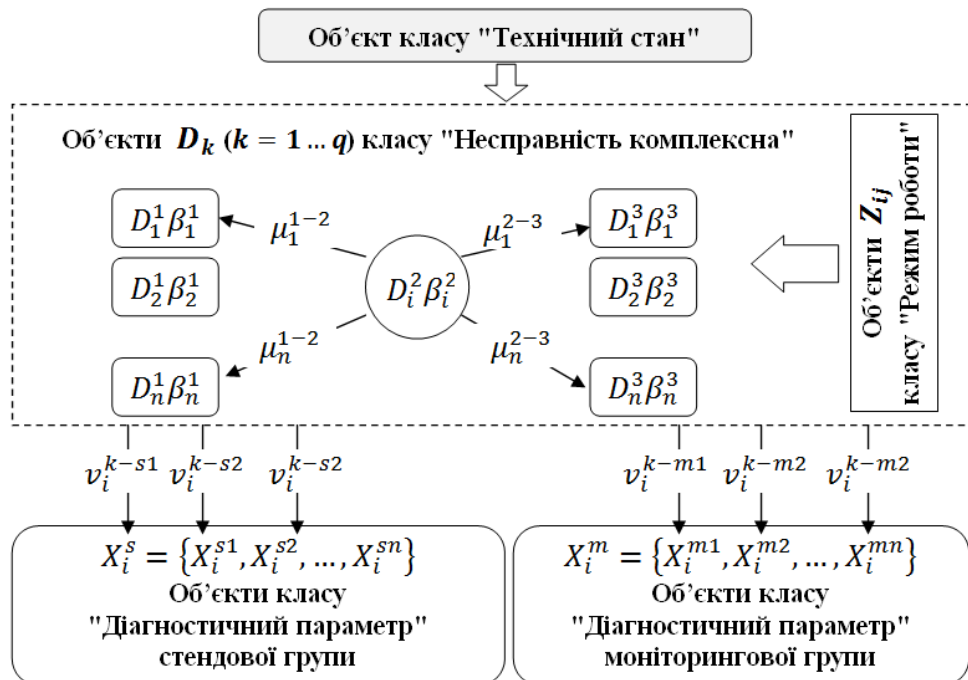 Об’єкт класу "Технічний стан"
Об’єкти D_k (k = 1 … q) класу "Несправність комплексна"
Об’єкти Z_{ij}
класу "Режим роботи"
D_1^1β_1^1
μ_1^{1−2}
μ_1^{2−3}
D_1^3β_1^3
D_2^1β_2^1
D_i^2β_i^2
D_2^3β_2^3
μ_n^{1−2}
μ_n^{2−3}
D_n^1β_n^1
D_n^3β_n^3
v_i^{k−s1} v_i^{k−s2} v_i^{k−s2}
v_i^{k−m1} v_i^{k−m2} v_i^{k−m2}
X_i^s = {X_i^{s1}, X_i^{s2}, …, X_i^{sn}}
Об’єкти класу
"Діагностичний параметр"
стендової групи
X_i^m = {X_i^{m1}, X_i^{m2}, …, X_i^{mn}}
Об’єкти класу
"Діагностичний параметр"
моніторингової групи